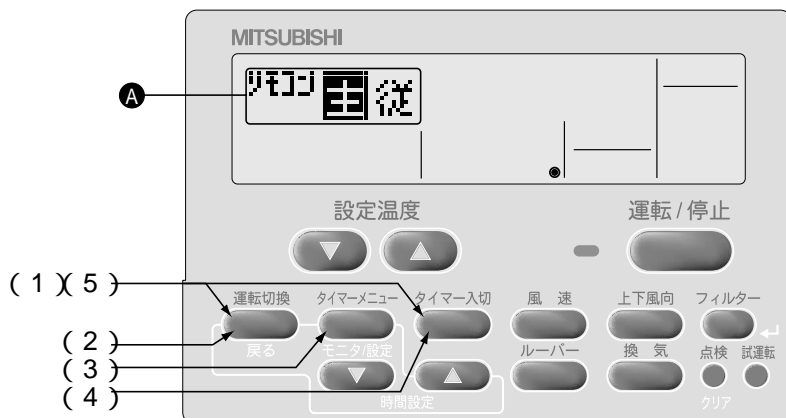 MITSUBISHI
リモコン 主 従
A
設定温度
運転/停止
(1)(5)
運転切換 タイマーメニュー タイマー入切 風 速 上下風向 フィルター
(2)
戻る モニタ/設定 ルーバー 換 気 点検 試運転
(3)
(4)
時間設定 クリア